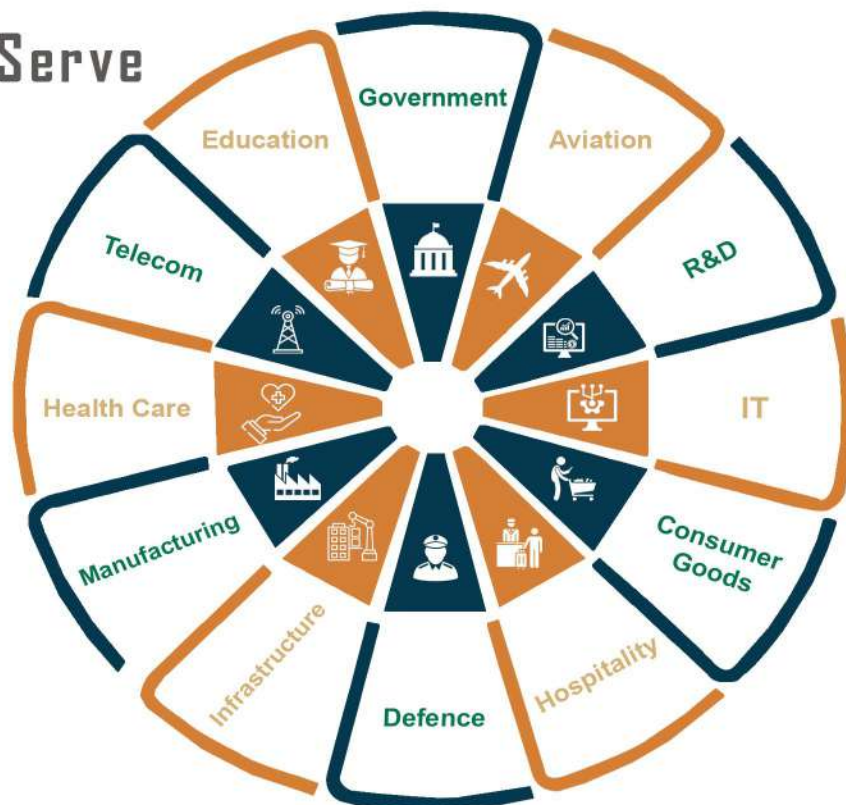 Serve
Government
Aviation
R&D
IT
Consumer
Goods
Hospitality
Defence
Infrastructure
Manufacturing
Health Care
Telecom
Education